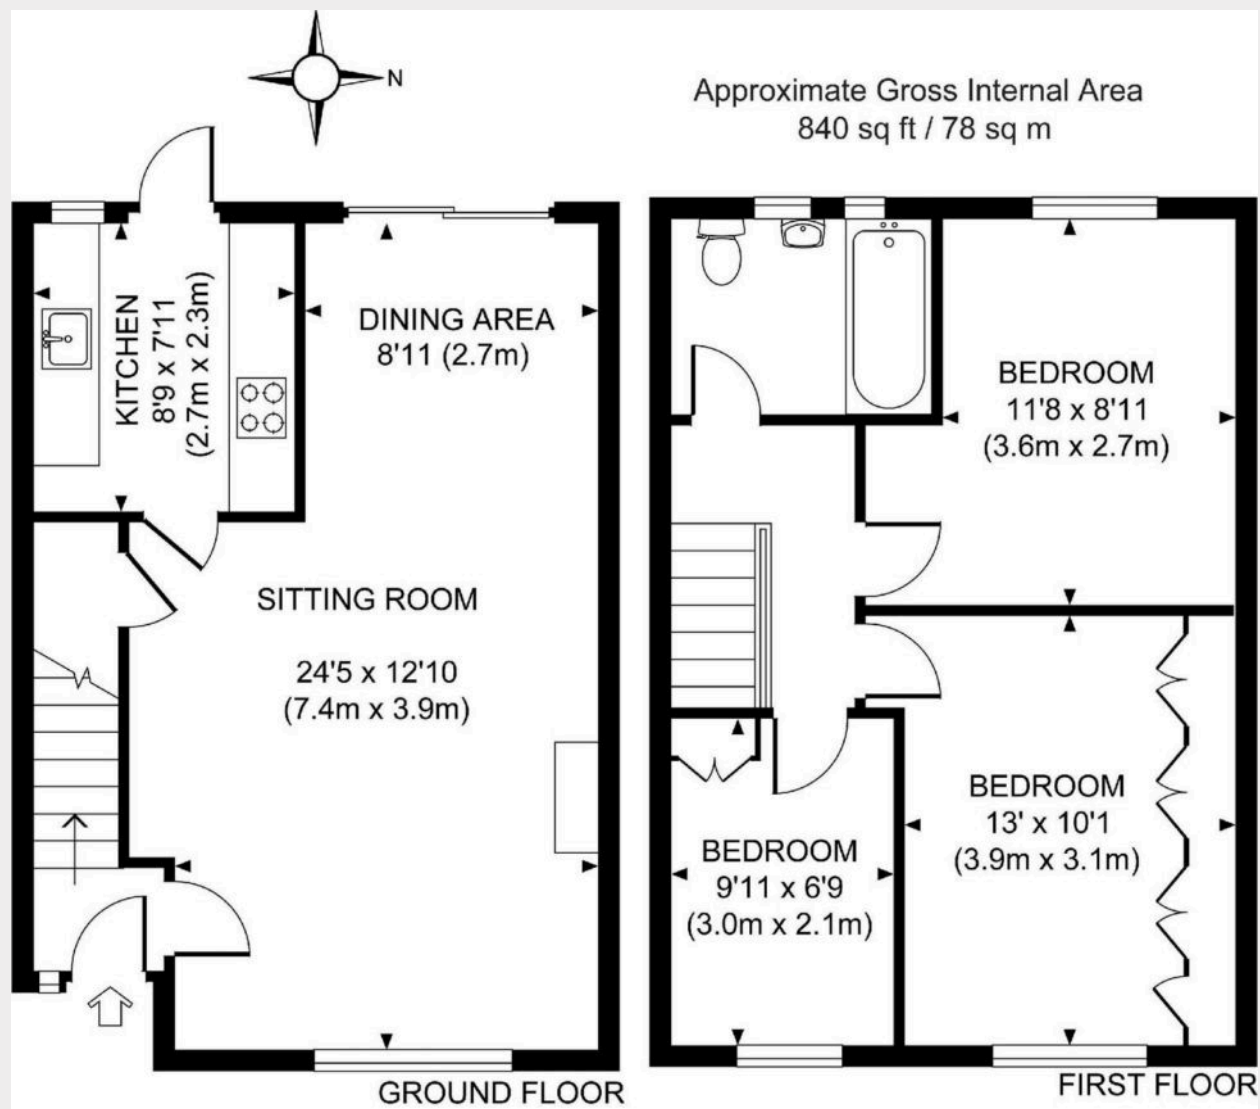 N
Approximate Gross Internal Area
840 sq ft / 78 sq m
KITCHEN
8'9 x 7'11
(2.7m x 2.3m)
DINING AREA
8'11 (2.7m)
SITTING ROOM
24'5 x 12'10
(7.4m x 3.9m)
GROUND FLOOR
BEDROOM
11'8 x 8'11
(3.6m x 2.7m)
BEDROOM
13' x 10'1
(3.9m x 3.1m)
BEDROOM
9'11 x 6'9
(3.0m x 2.1m)
FIRST FLOOR